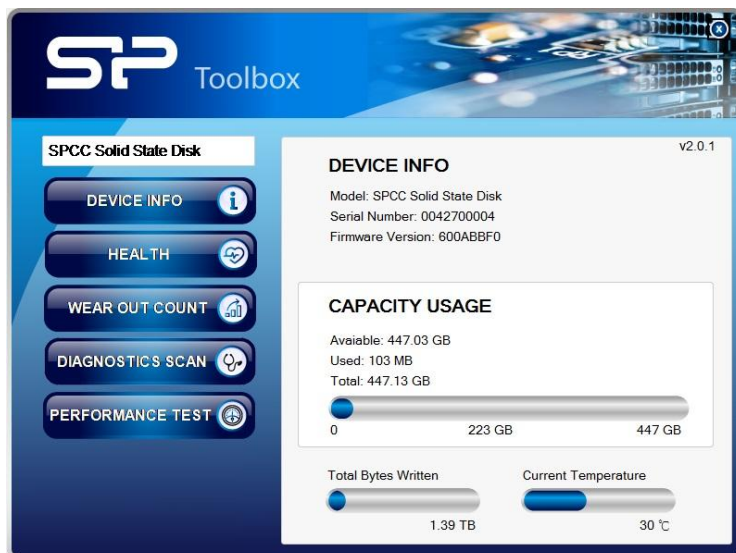 SP Toolbox
SPCC Solid State Disk
DEVICE INFO
HEALTH
WEAR OUT COUNT
DIAGNOSTICS SCAN
PERFORMANCE TEST
v2.0.1
DEVICE INFO
Model: SPCC Solid State Disk
Serial Number: 0042700004
Firmware Version: 600ABBF0
CAPACITY USAGE
Avaiable: 447.03 GB
Used: 103 MB
Total: 447.13 GB
0 223 GB 447 GB
Total Bytes Written
1.39 TB
Current Temperature
30 ℃